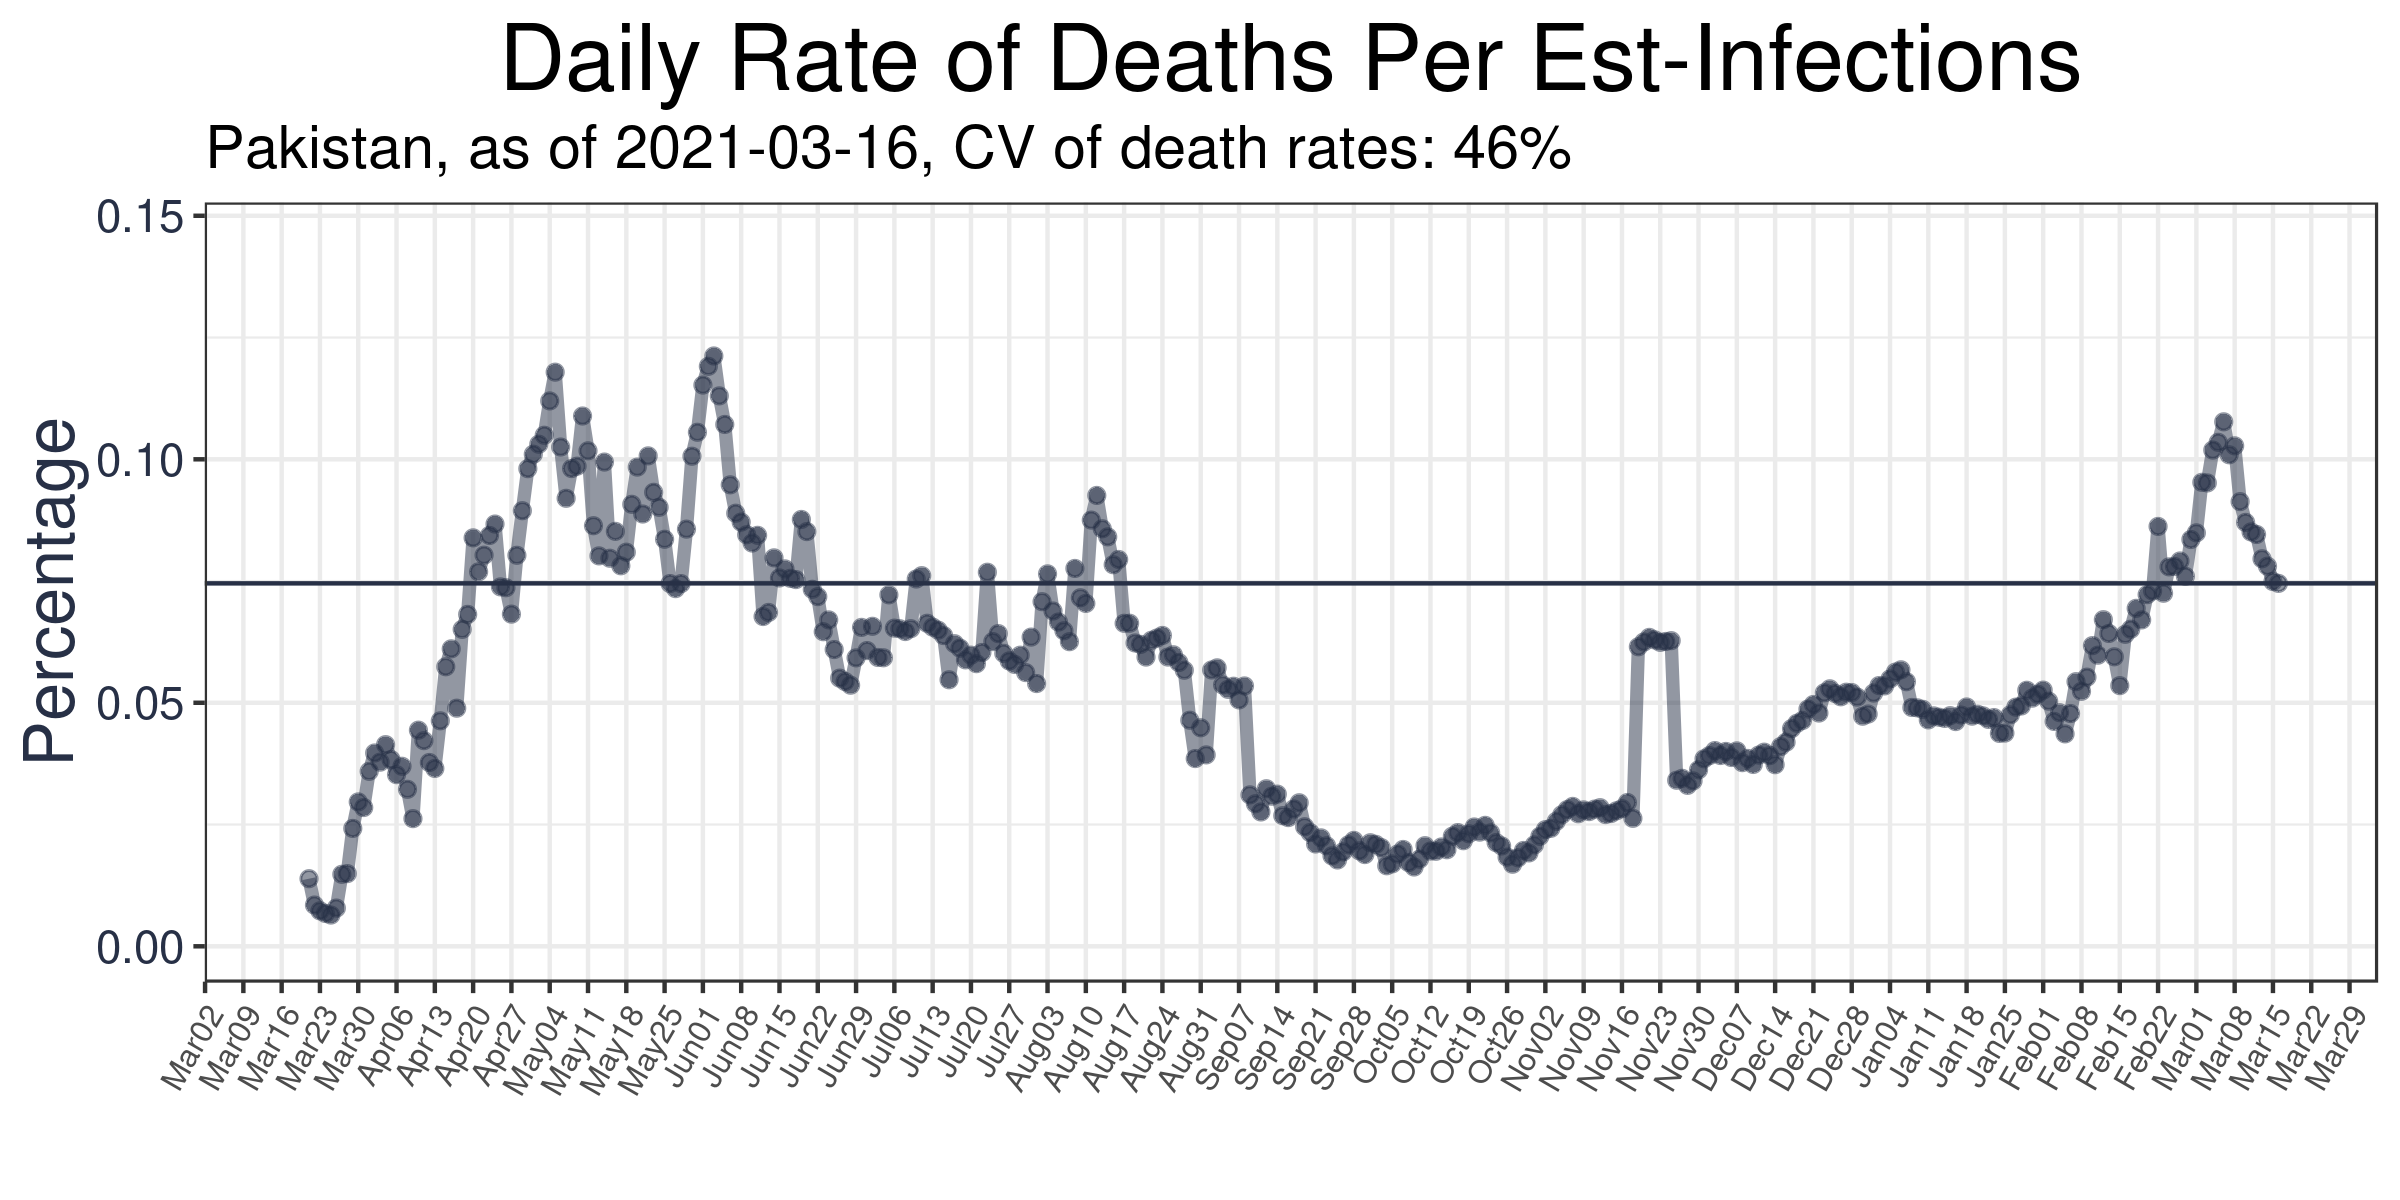 Daily Rate of Deaths Per Est-Infections
Pakistan, as of 2021-03-16, CV of death rates: 46%
Percentage
0.15
0.10
0.05
0.00
Mar02
Mar09
Mar16
Mar23
Mar30
Apr06
Apr13
Apr20
Apr27
May04
May11
May18
May25
Jun01
Jun08
Jun15
Jun22
Jun29
Jul06
Jul13
Jul20
Jul27
Aug03
Aug10
Aug17
Aug24
Aug31
Sep07
Sep14
Sep21
Sep28
Oct05
Oct12
Oct19
Oct26
Nov02
Nov09
Nov16
Nov23
Nov30
Dec07
Dec14
Dec21
Dec28
Jan04
Jan11
Jan18
Jan25
Feb01
Feb08
Feb15
Feb22
Mar01
Mar08
Mar15
Mar22
Mar29